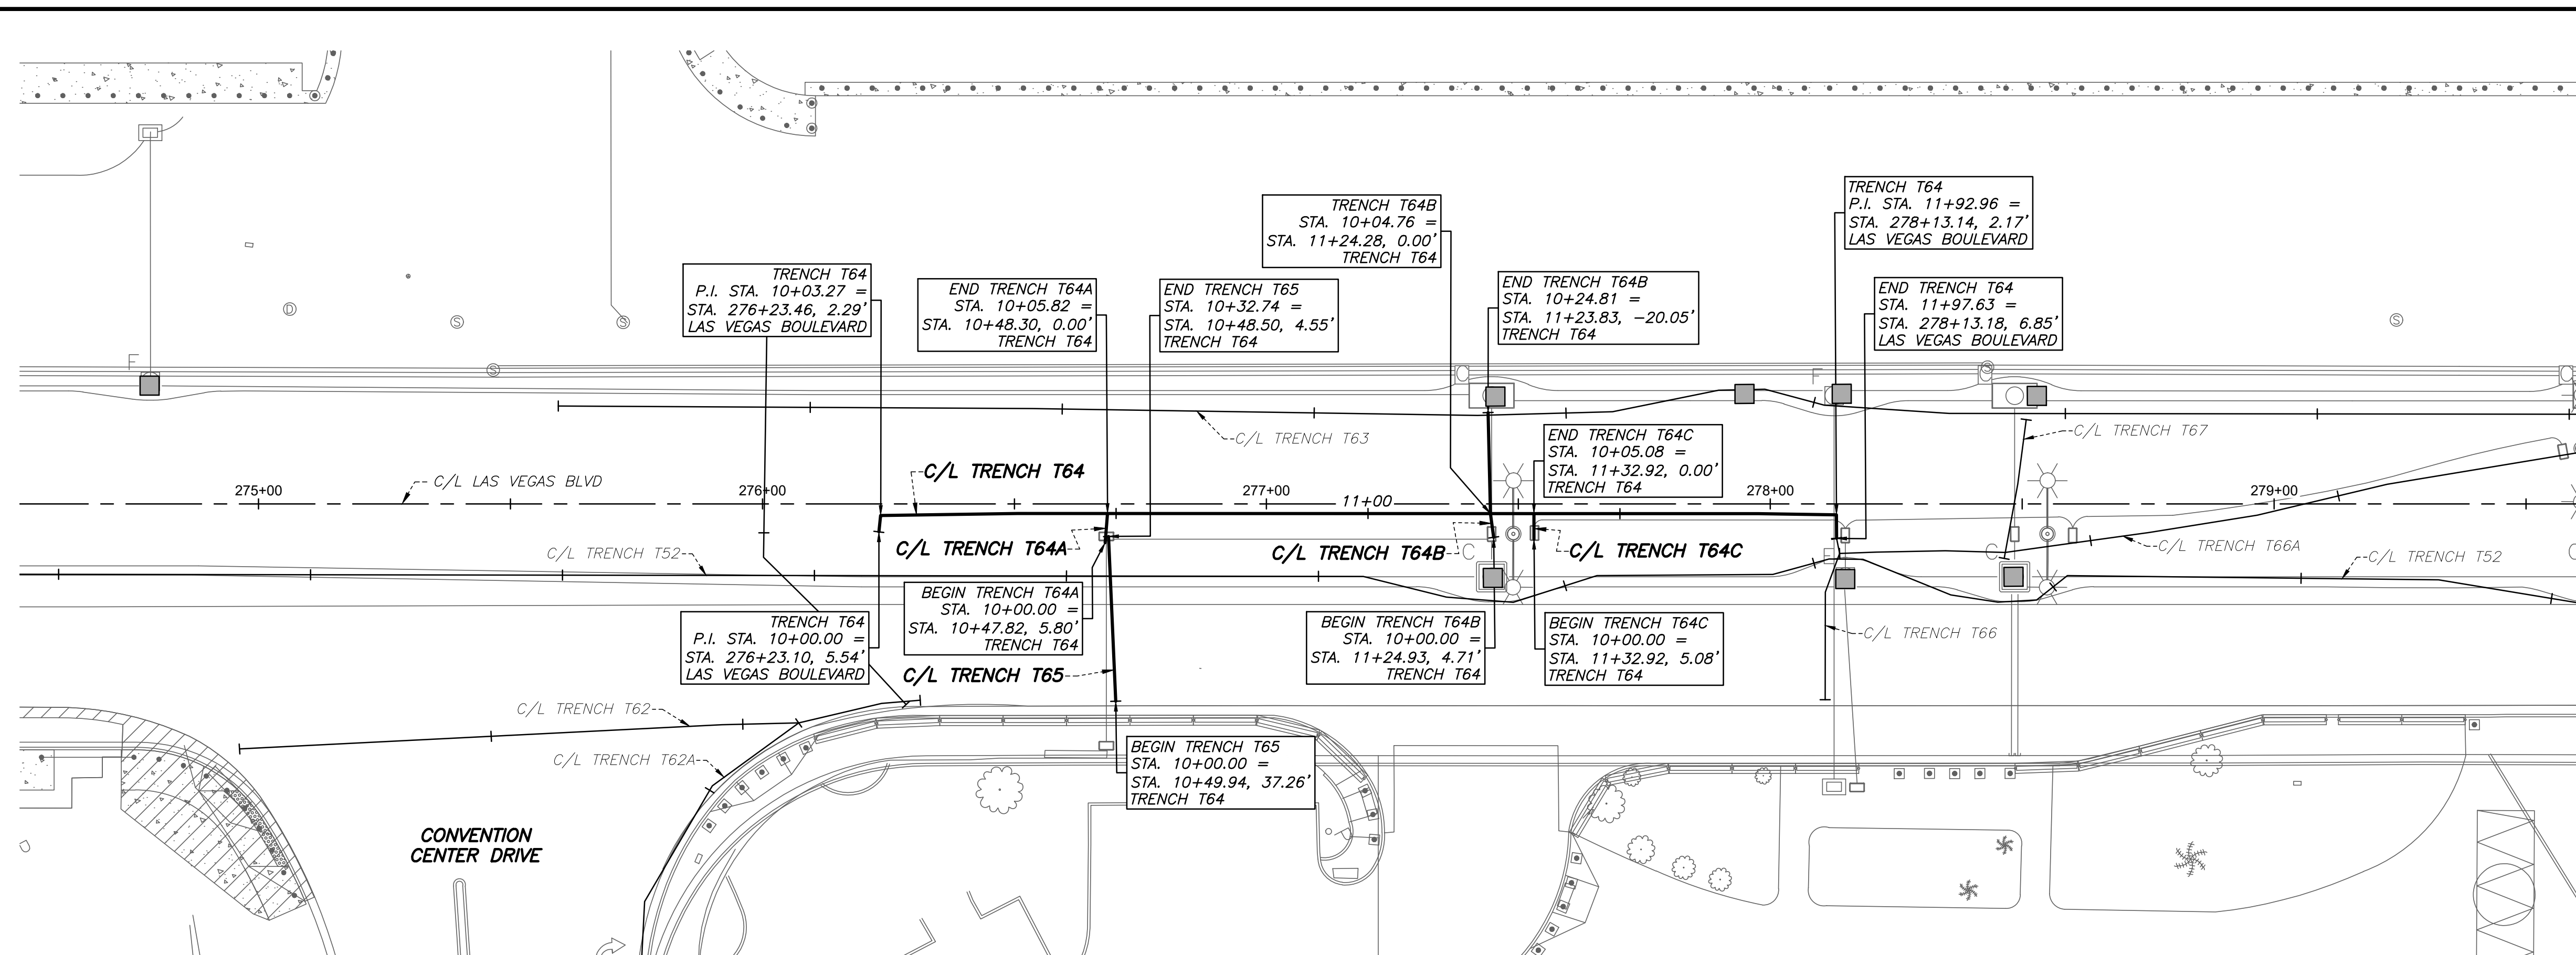 TRENCH T64
P.I. STA. 11+92.96 =
STA. 278+13.14, 2.17'
LAS VEGAS BOULEVARD
TRENCH T64B
STA. 10+04.76 =
STA. 11+24.28, 0.00'
TRENCH T64
TRENCH T64
P.I. STA. 10+03.27 =
STA. 276+23.46, 2.29'
LAS VEGAS BOULEVARD
END TRENCH T64A
STA. 10+05.82 =
STA. 10+48.30, 0.00'
TRENCH T64
END TRENCH T65
STA. 10+32.74 =
STA. 10+48.50, 4.55'
TRENCH T64
END TRENCH T64B
STA. 10+24.81 =
STA. 11+23.83, -20.05'
TRENCH T64
END TRENCH T64
STA. 11+97.63 =
STA. 278+13.18, 6.85'
LAS VEGAS BOULEVARD
D
S
S
S
S
S
F
F
C/L TRENCH T63
END TRENCH T64C
STA. 10+05.08 =
STA. 11+32.92, 0.00'
TRENCH T64
C/L TRENCH T67
C/L TRENCH T64
C/L LAS VEGAS BLVD
275+00
276+00
277+00
11+00
278+00
279+00
C/L TRENCH T52
C/L TRENCH T64A
C/L TRENCH T64B
C
C/L TRENCH T64C
F
C
C/L TRENCH T66A
C/L TRENCH T52
C
BEGIN TRENCH T64A
STA. 10+00.00 =
STA. 10+47.82, 5.80'
TRENCH T64
TRENCH T64
P.I. STA. 10+00.00 =
STA. 276+23.10, 5.54'
LAS VEGAS BOULEVARD
BEGIN TRENCH T64B
STA. 10+00.00 =
STA. 11+24.93, 4.71'
TRENCH T64
BEGIN TRENCH T64C
STA. 10+00.00 =
STA. 11+32.92, 5.08'
TRENCH T64
C/L TRENCH T66
C/L TRENCH T65
C/L TRENCH T62
C/L TRENCH T62A
BEGIN TRENCH T65
STA. 10+00.00 =
STA. 10+49.94, 37.26'
TRENCH T64
CONVENTION
CENTER DRIVE